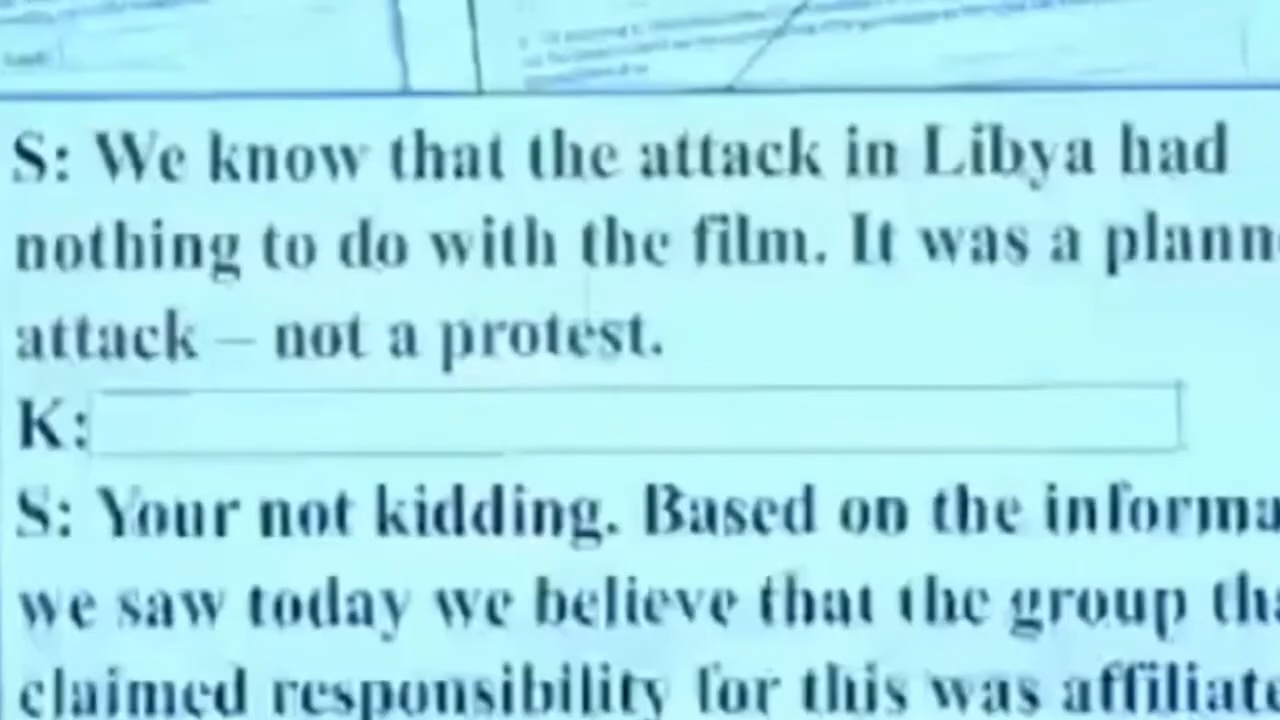 S: We know that the attack in Libya had
nothing to do with the film. It was a plann
attack – not a protest.
K:
S: Your not kidding. Based on the informa
we saw today we believe that the group tha
claimed responsibility for this was affiliate